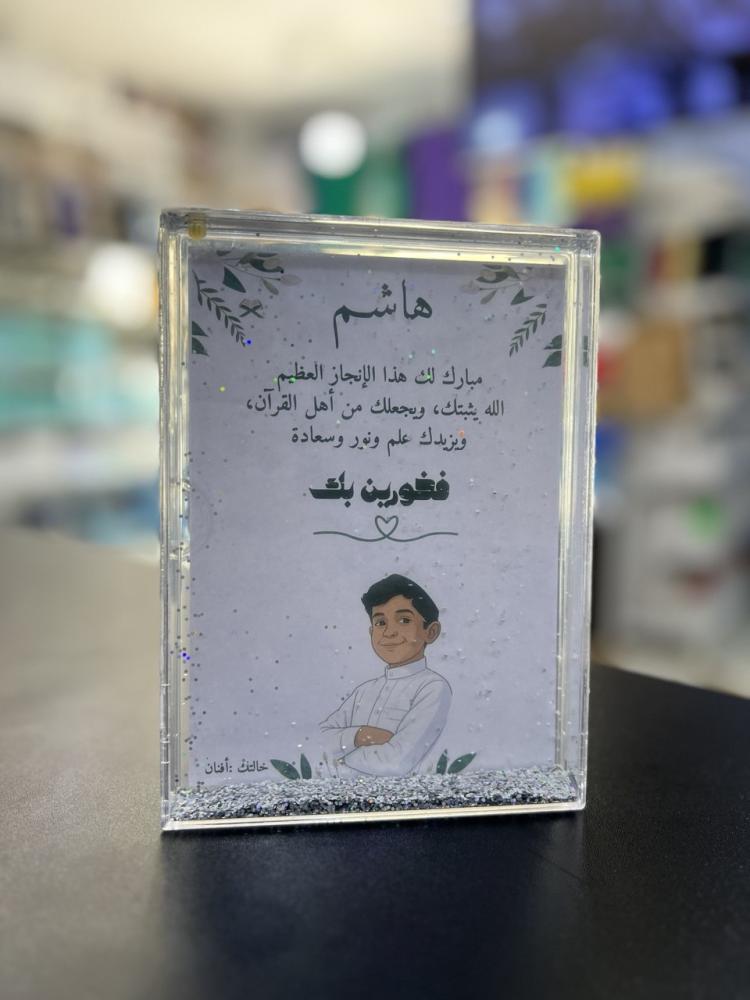 هاشم
مبارك لك هذا الإنجاز العظيم
الله يثبتك، ويجعلك من أهل القرآن،
ويزيدك علم ونور وسعادة
فخورين بك
خالتك :أفنان